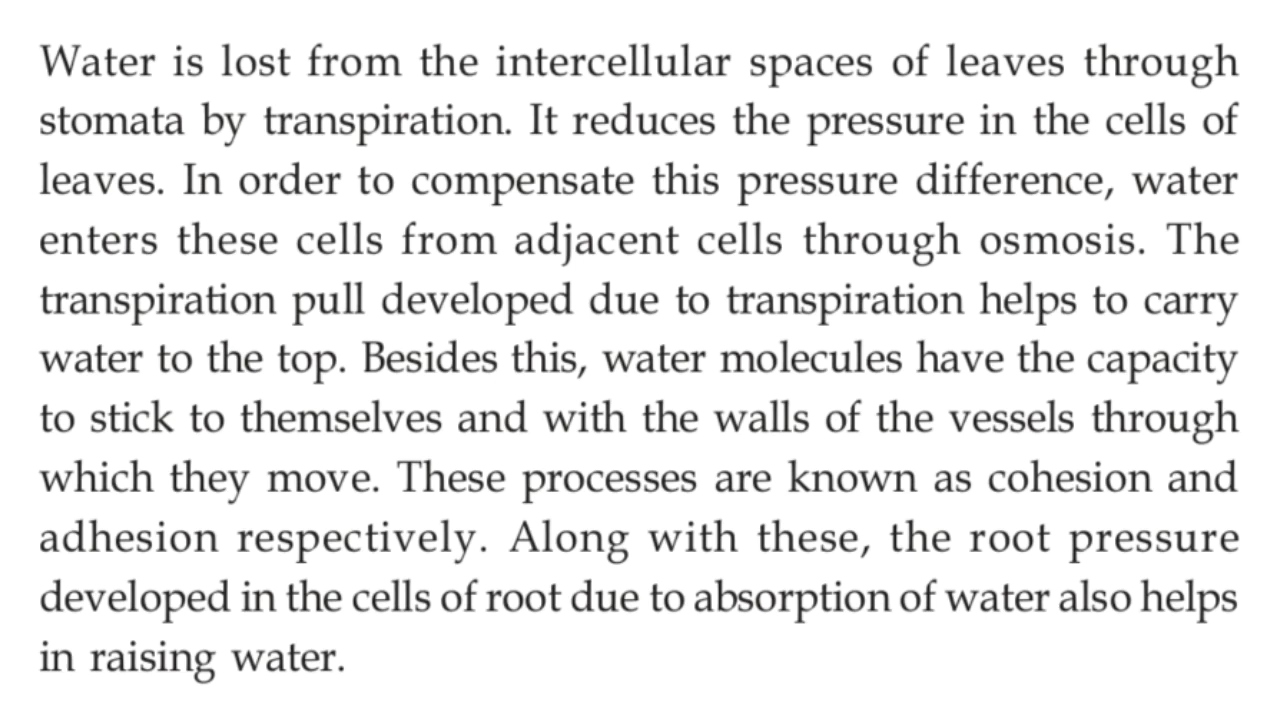 Water is lost from the intercellular spaces of leaves through
stomata by transpiration. It reduces the pressure in the cells of
leaves. In order to compensate this pressure difference, water
enters these cells from adjacent cells through osmosis. The
transpiration pull developed due to transpiration helps to carry
water to the top. Besides this, water molecules have the capacity
to stick to themselves and with the walls of the vessels through
which they move. These processes are known as cohesion and
adhesion respectively. Along with these, the root pressure
developed in the cells of root due to absorption of water also helps
in raising water.